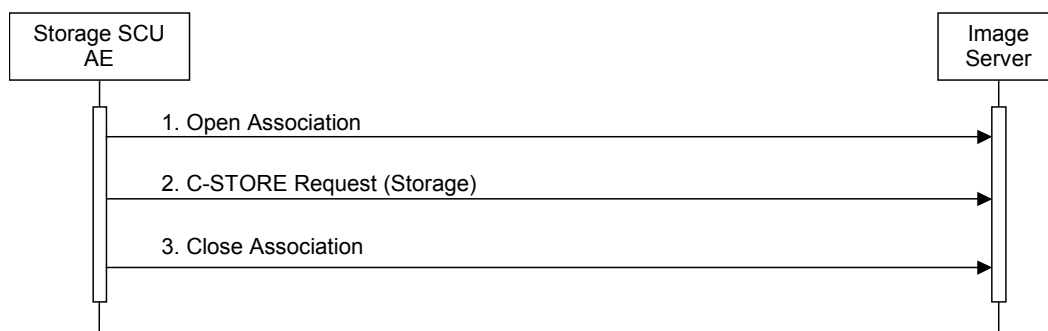 Storage SCU
AE
Image
Server
1. Open Association
2. C-STORE Request (Storage)
3. Close Association